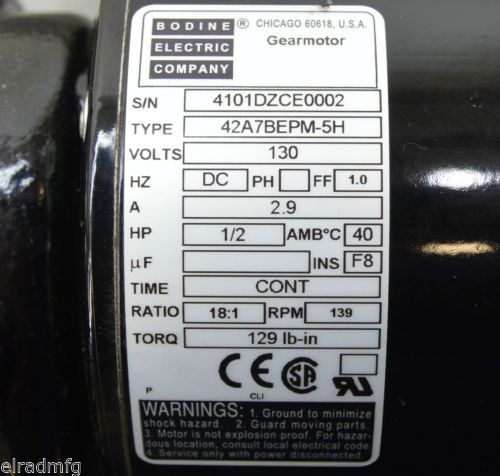 BODINE ® CHICAGO 60618, U.S.A.
ELECTRIC Gearmotor
COMPANY
S/N 4101DZCE0002
TYPE 42A7BEPM-5H
VOLTS 130
HZ DC PH FF 1.0
A 2.9
HP 1/2 AMB°C 40
µF INS F8
TIME CONT
RATIO 18:1 RPM 139
TORQ 129 lb-in
CE SA RU
P CLI
WARNINGS: 1. Ground to minimize
shock hazard. 2. Guard moving parts.
3. Motor is not explosion proof. For hazar-
dous location, consult local electrical code
4. Service only with power disconnected.
elradmfg